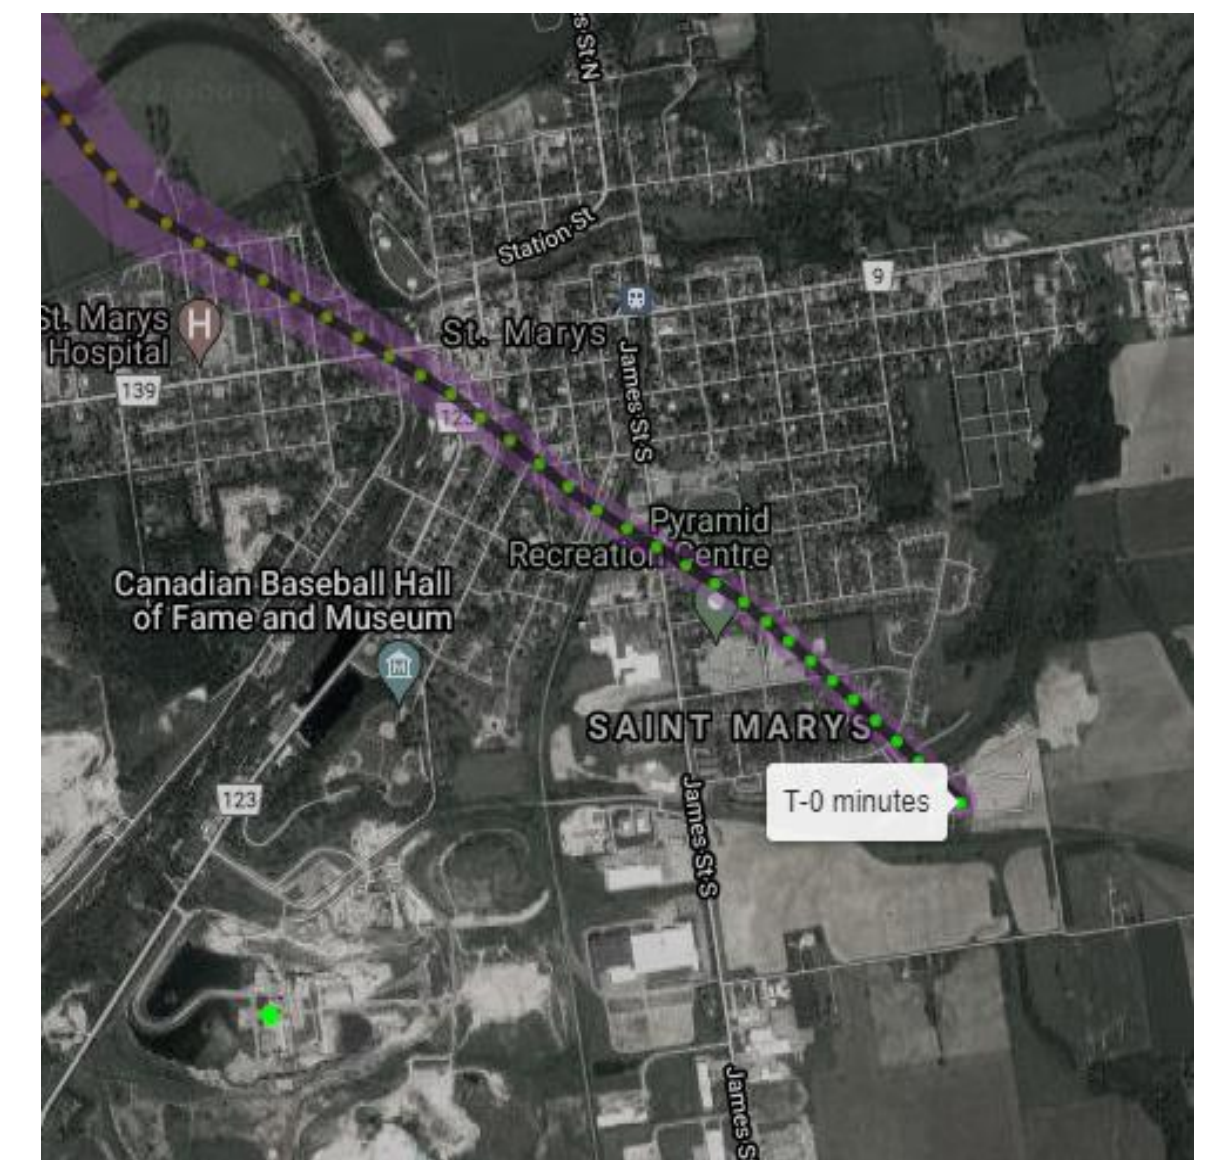 s St N
Station St
9
St. Marys
Hospital
H
St. Marys
139
James St S
123
Pyramid
Recreation Centre
Canadian Baseball Hall
of Fame and Museum
M
SAINT MARYS
T-0 minutes
123
James St S
James S